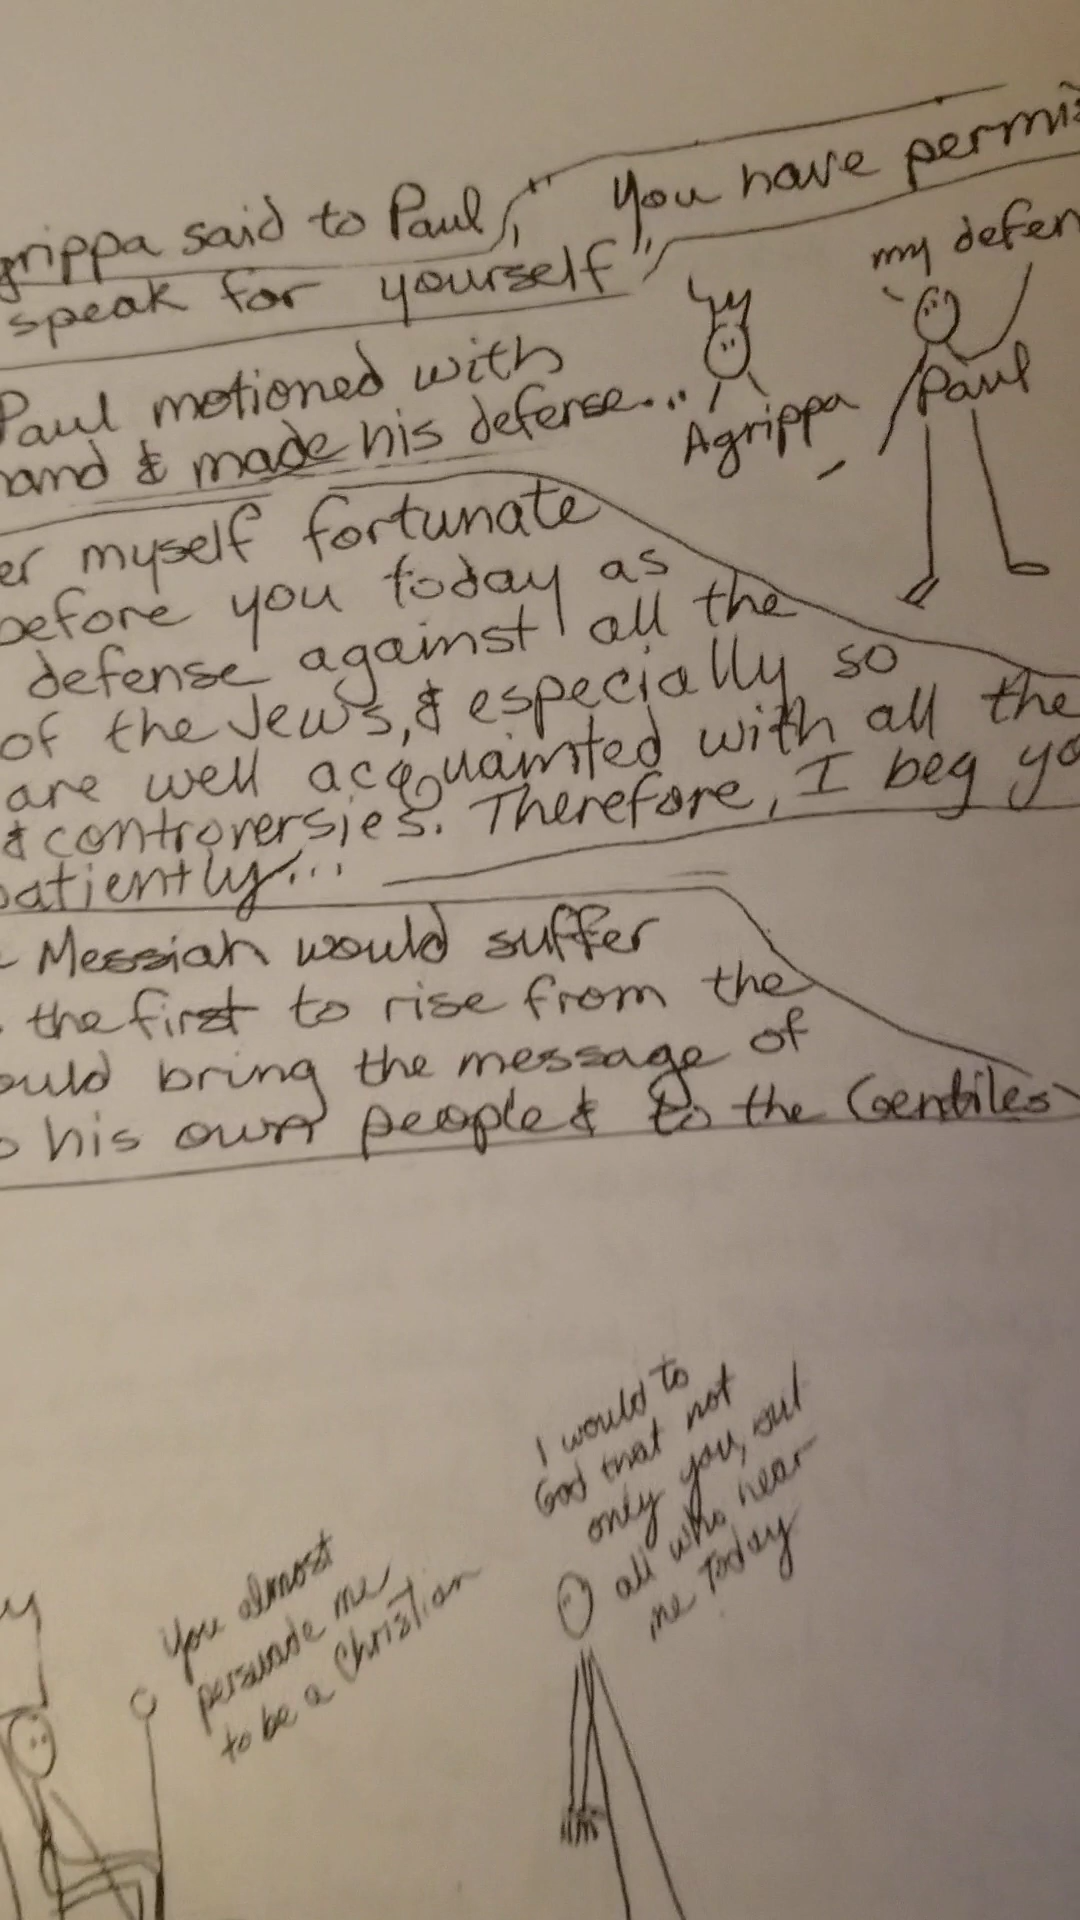 grippa said to Paul, " You have permis
speak for yourself"
my defen
Paul
Agrippa
Paul motioned with
hand & made his defense...
er myself fortunate
before you today as
defense against all the
of the Jews, & especially so
are well acquainted with all the
& controversies. Therefore, I beg yo
patiently...
Messiah would suffer
the first to rise from the
ould bring the message of
o his own people & to the Gentiles
I would to
God that not
only you, but
all who hear
me today
You almost
persuade me
to be a Christian